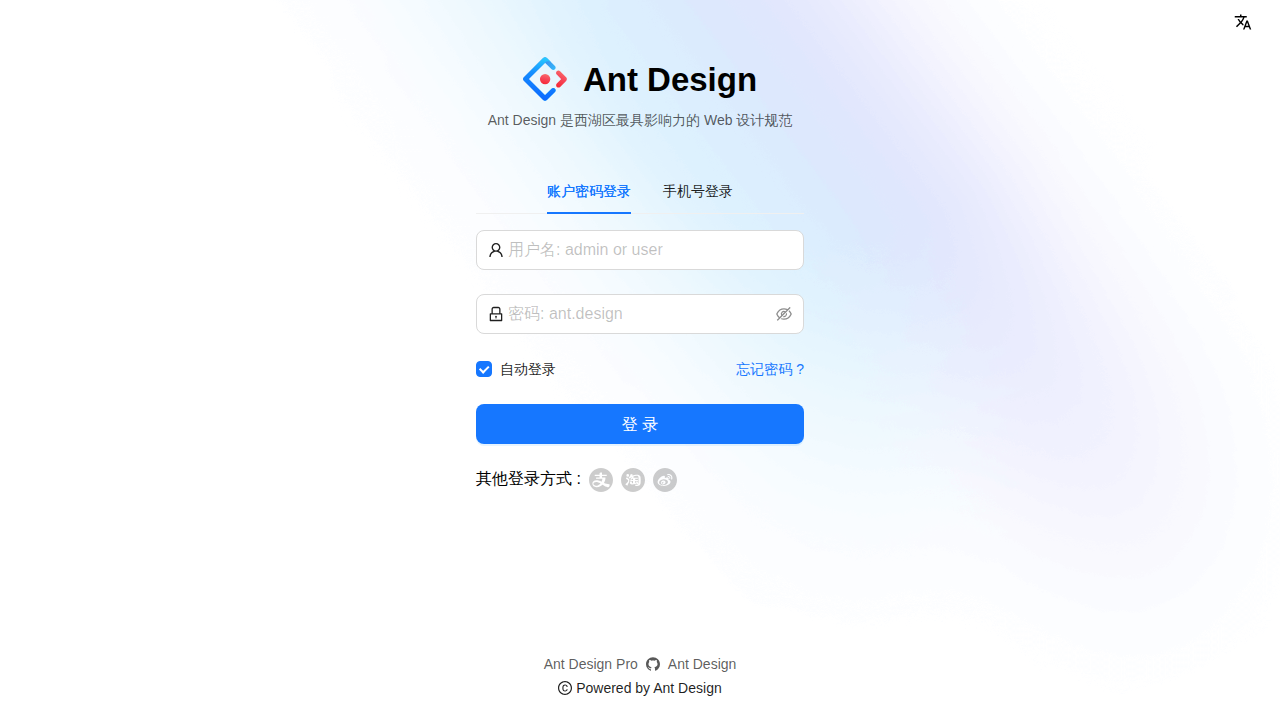 Ant Design
Ant Design 是西湖区最具影响力的 Web 设计规范
账户密码登录 手机号登录
用户名: admin or user
密码: ant.design
自动登录 忘记密码 ?
登 录
其他登录方式 :
Ant Design Pro Ant Design
© Powered by Ant Design